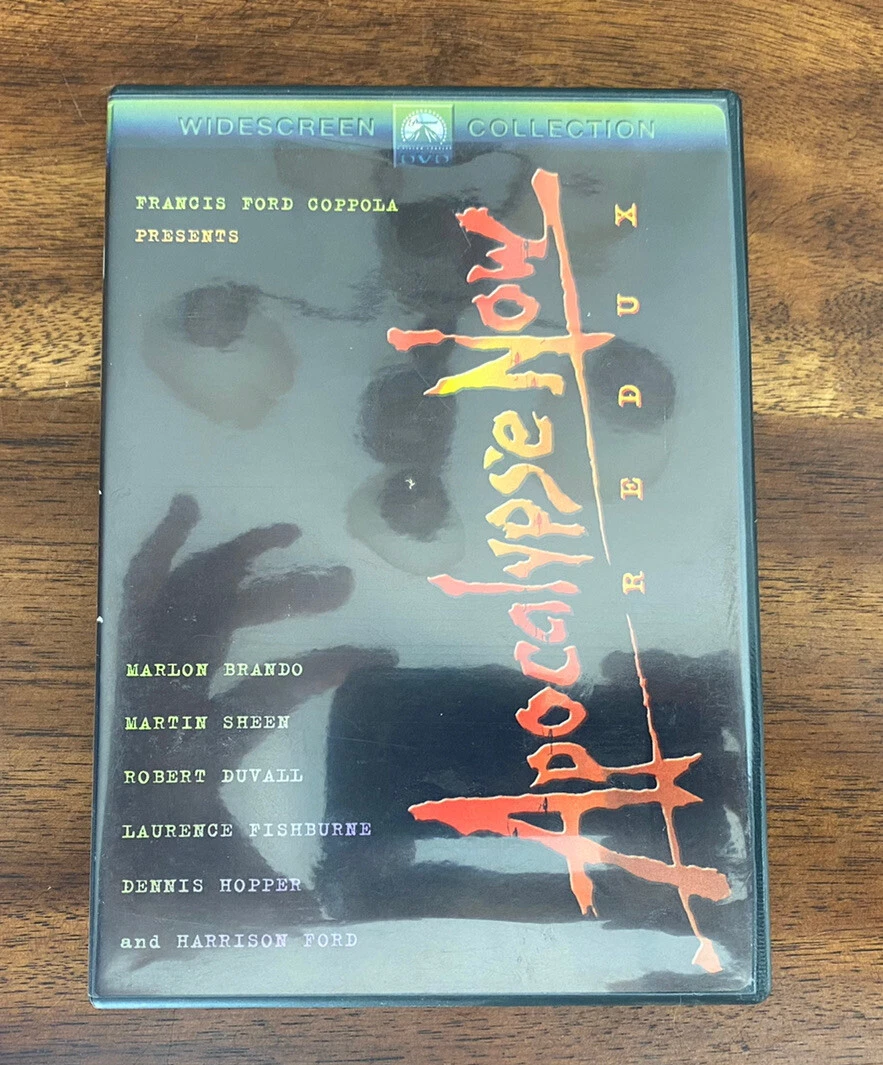 WIDESCREEN COLLECTION
DVD
FRANCIS FORD COPPOLA
PRESENTS
Apocalypse Now
REDUX
MARLON BRANDO
MARTIN SHEEN
ROBERT DUVALL
LAURENCE FISHBURNE
DENNIS HOPPER
and HARRISON FORD